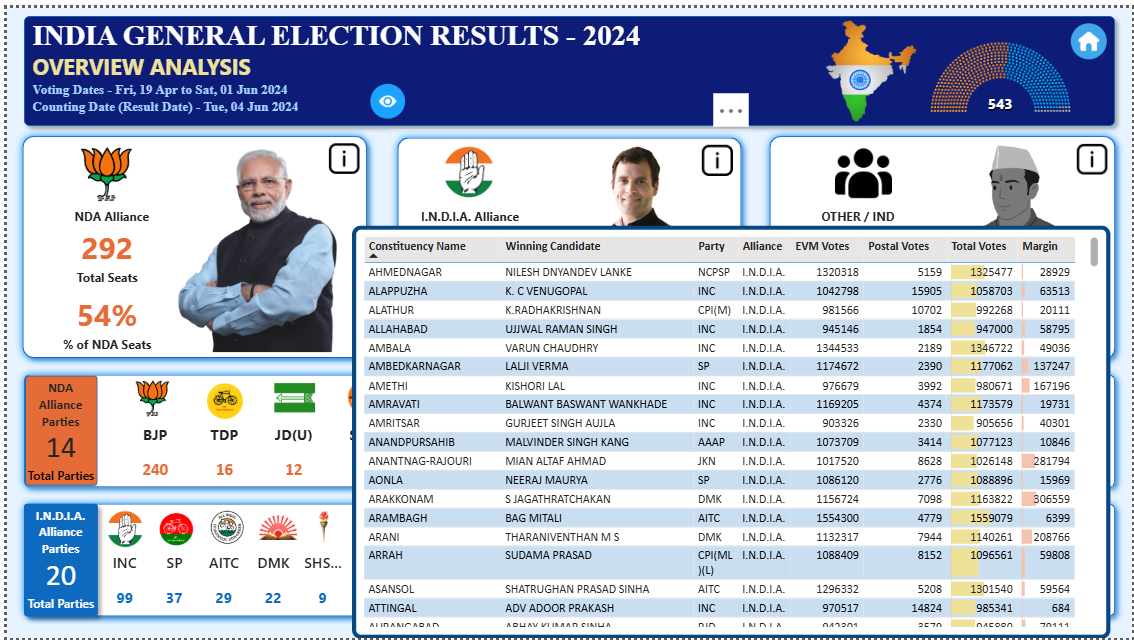 INDIA GENERAL ELECTION RESULTS - 2024
OVERVIEW ANALYSIS
Voting Dates - Fri, 19 Apr to Sat, 01 Jun 2024
Counting Date (Result Date) - Tue, 04 Jun 2024
543
NDA Alliance
292
Total Seats
54%
% of NDA Seats
I.N.D.I.A. Alliance
OTHER / IND
NDA
Alliance
Parties
14
Total Parties
BJP TDP JD(U)
240 16 12
I.N.D.I.A.
Alliance
Parties
20
Total Parties
INC SP AITC DMK SHS...
99 37 29 22 9
Constituency Name Winning Candidate Party Alliance EVM Votes Postal Votes Total Votes Margin
AHMEDNAGAR NILESH DNYANDEV LANKE NCPSP I.N.D.I.A. 1320318 5159 1325477 28929
ALAPPUZHA K. C VENUGOPAL INC I.N.D.I.A. 1042798 15905 1058703 63513
ALATHUR K.RADHAKRISHNAN CPI(M) I.N.D.I.A. 981566 10702 992268 20111
ALLAHABAD UJJWAL RAMAN SINGH INC I.N.D.I.A. 945146 1854 947000 58795
AMBALA VARUN CHAUDHRY INC I.N.D.I.A. 1344533 2189 1346722 49036
AMBEDKARNAGAR LALJI VERMA SP I.N.D.I.A. 1174672 2390 1177062 137247
AMETHI KISHORI LAL INC I.N.D.I.A. 976679 3992 980671 167196
AMRAVATI BALWANT BASWANT WANKHADE INC I.N.D.I.A. 1169205 4374 1173579 19731
AMRITSAR GURJEET SINGH AUJLA INC I.N.D.I.A. 903326 2330 905656 40301
ANANDPURSAHIB MALVINDER SINGH KANG AAAP I.N.D.I.A. 1073709 3414 1077123 10846
ANANTNAG-RAJOURI MIAN ALTAF AHMAD JKN I.N.D.I.A. 1017520 8628 1026148 281794
AONLA NEERAJ MAURYA SP I.N.D.I.A. 1086120 2776 1088896 15969
ARAKKONAM S JAGATHRATCHAKAN DMK I.N.D.I.A. 1156724 7098 1163822 306559
ARAMBAGH BAG MITALI AITC I.N.D.I.A. 1554300 4779 1559079 6399
ARANI THARANIVENTHAN M S DMK I.N.D.I.A. 1132317 7944 1140261 208766
ARRAH SUDAMA PRASAD CPI(ML I.N.D.I.A. 1088409 8152 1096561 59808
)(L)
ASANSOL SHATRUGHAN PRASAD SINHA AITC I.N.D.I.A. 1296332 5208 1301540 59564
ATTINGAL ADV ADOOR PRAKASH INC I.N.D.I.A. 970517 14824 985341 684